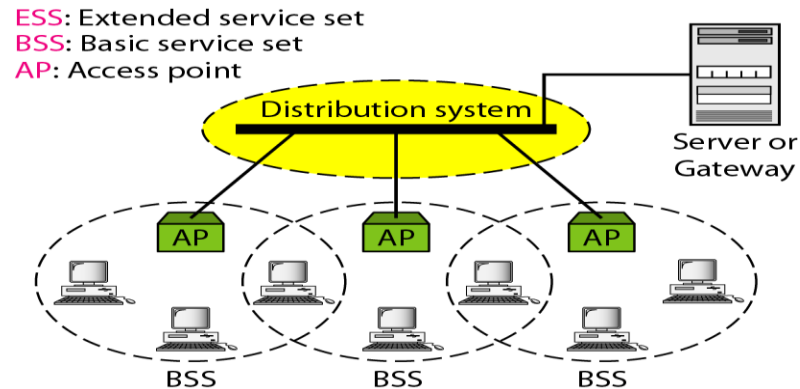 ESS: Extended service set
BSS: Basic service set
AP: Access point
Distribution system
Server or
Gateway
AP
AP
AP
BSS
BSS
BSS